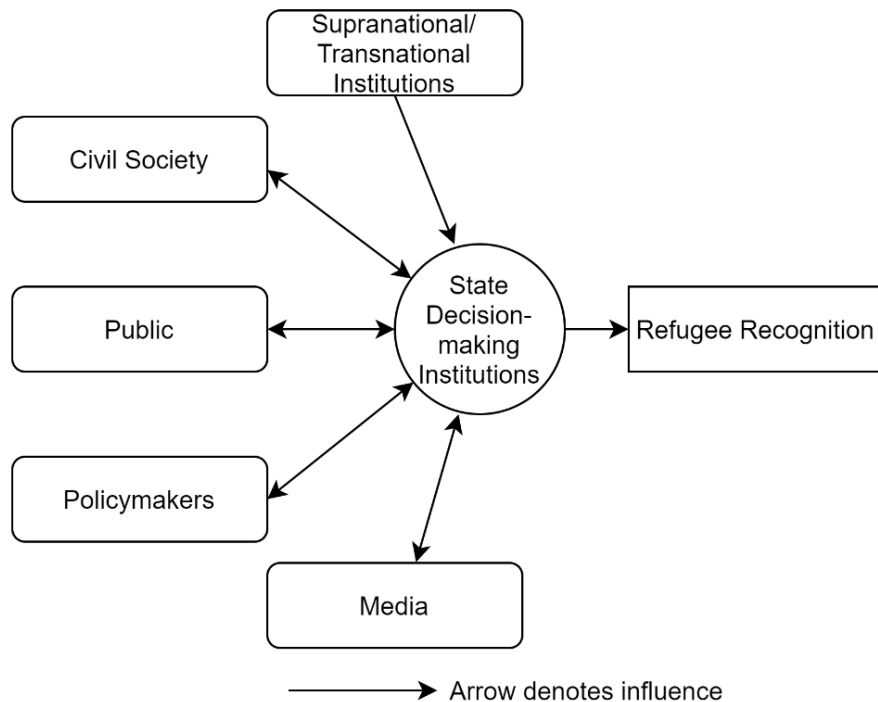 Supranational/
Transnational
Institutions
Civil Society
Public
State
Decision-
making
Institutions
Refugee Recognition
Policymakers
Media
Arrow denotes influence